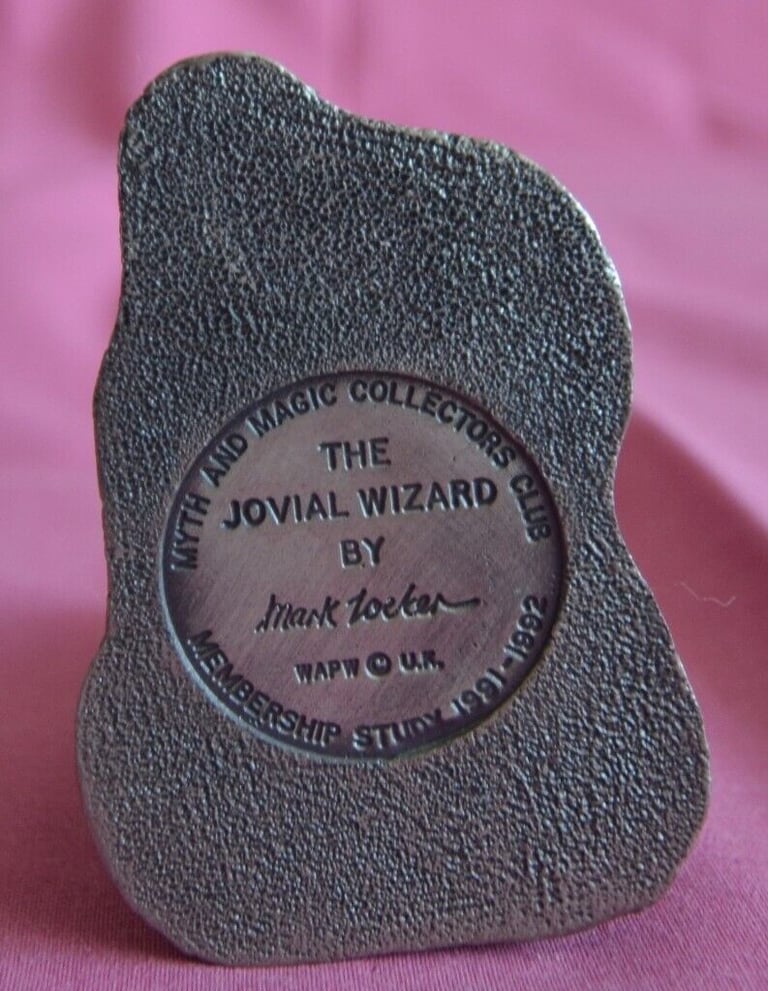 MYTH AND MAGIC COLLECTORS CLUB
THE
JOVIAL WIZARD
BY
Mark Locker
WAPW © U.K.
MEMBERSHIP STUDY 1991-1992